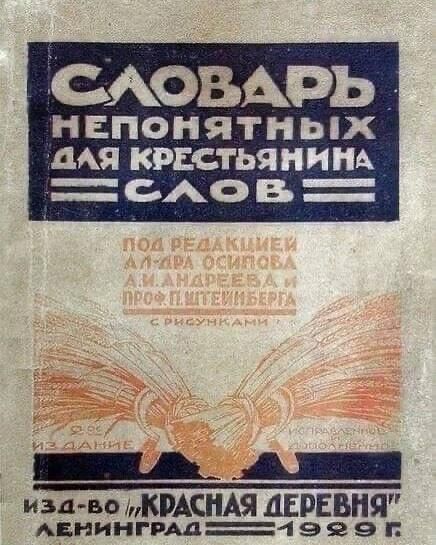 СЛОВАРЬ
НЕПОНЯТНЫХ
ДЛЯ КРЕСТЬЯНИНА
СЛОВ
ПОД РЕДАКЦИЕЙ
АЛ-ДРА ОСИПОВА
А.И. АНДРЕЕВА и
ПРОФ. П. ШТЕЙНБЕРГА
С РИСУНКАМИ
2-ОЕ
ИСПРАВЛЕННОЕ
ИЗДАНИЕ
ДОПОЛНЕННОЕ
ИЗД-ВО „КРАСНАЯ ДЕРЕВНЯ"
ЛЕНИНГРАД 1929 г.